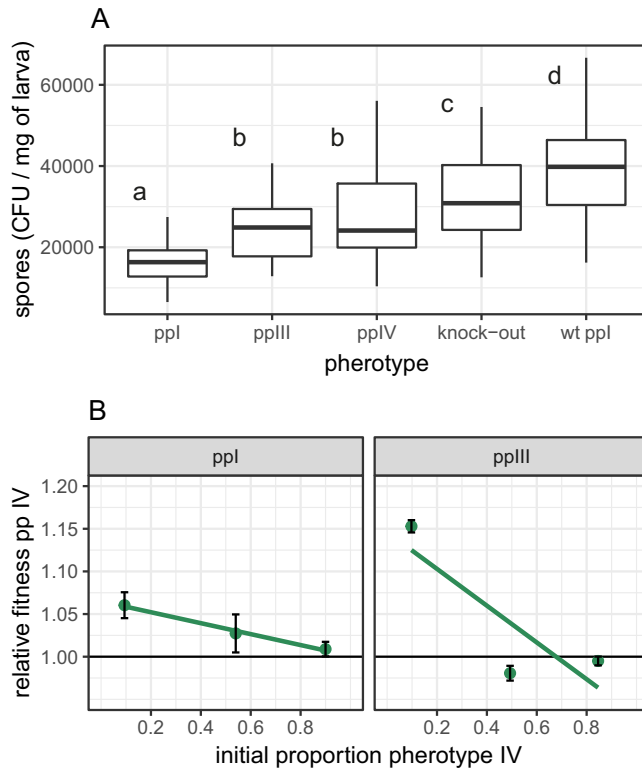 A
spores (CFU / mg of larva)
60000
40000
20000
a
b
b
c
d
ppI
ppIII
ppIV
knock−out
wt ppI
pherotype
B
ppI
ppIII
relative fitness pp IV
1.20
1.15
1.10
1.05
1.00
0.2 0.4 0.6 0.8
0.2 0.4 0.6 0.8
initial proportion pherotype IV